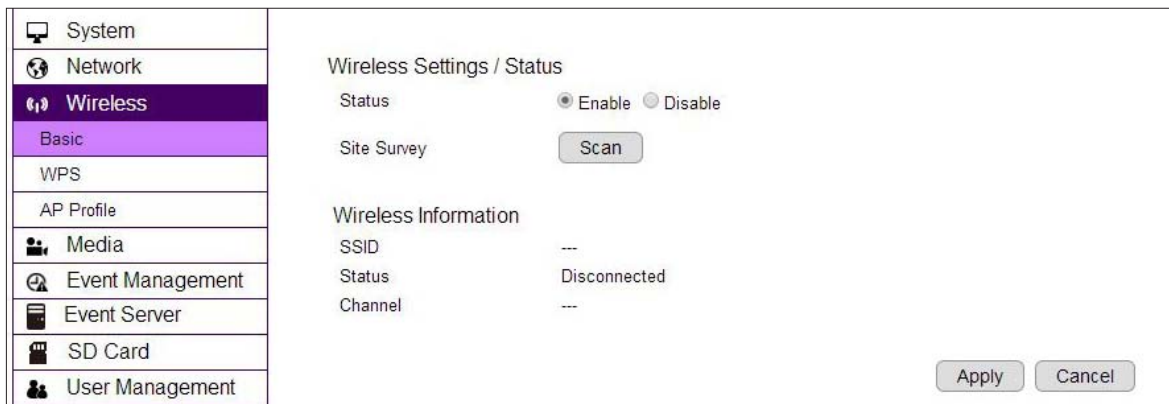 System
Network
Wireless
Basic
WPS
AP Profile
Media
Event Management
Event Server
SD Card
User Management
Wireless Settings / Status
Status Enable Disable
Site Survey Scan
Wireless Information
SSID ---
Status Disconnected
Channel ---
Apply Cancel